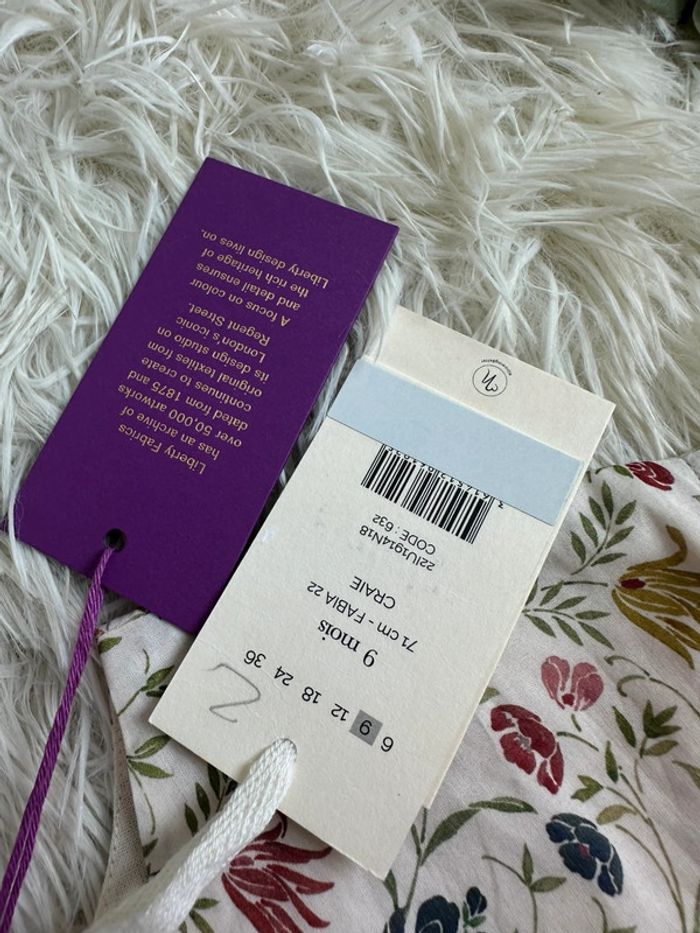 Liberty Fabrics
has an archive of
over 50,000 artworks
dated from 1875 and
continues to create
original textiles from
its design studio on
London's iconic
Regent Street.
A focus on colour
and detail ensures
the rich heritage of
Liberty design lives on.
6 9 12 18 24 36
2
9 mois
71 cm - FABIA 22
CRAIE
22IU1914N18
CODE : 632